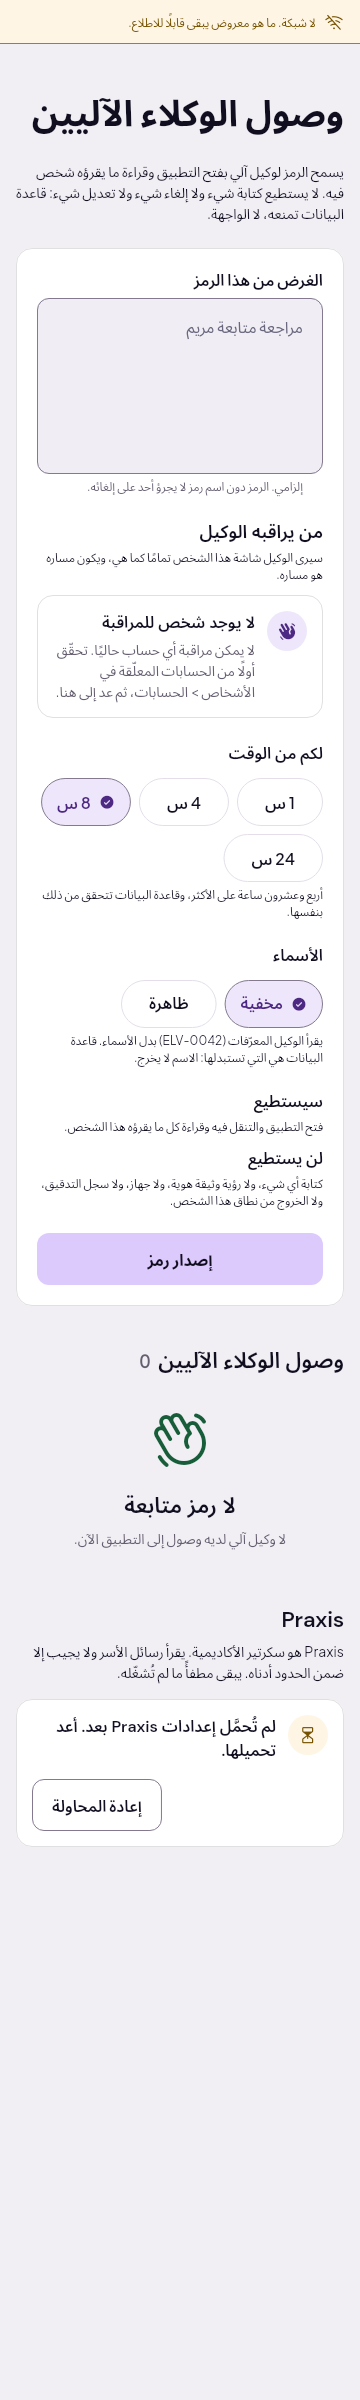 لا شبكة. ما هو معروض يبقى قابلًا للاطلاع.
وصول الوكلاء الآليين
يسمح الرمز لوكيل آلي بفتح التطبيق وقراءة ما يقرؤه شخص
فيه. لا يستطيع كتابة شيء ولا إلغاء شيء ولا تعديل شيء: قاعدة
البيانات تمنعه، لا الواجهة.
الغرض من هذا الرمز
مراجعة متابعة مريم
إلزامي. الرمز دون اسم رمز لا يجرؤ أحد على إلغائه.
من يراقبه الوكيل
سيرى الوكيل شاشة هذا الشخص تمامًا كما هي، ويكون مساره
هو مساره.
لا يوجد شخص للمراقبة
لا يمكن مراقبة أي حساب حاليًا. تحقّق
أولًا من الحسابات المعلّقة في
الأشخاص > الحسابات، ثم عد إلى هنا.
لكم من الوقت
1 س
4 س
8 س
24 س
أربع وعشرون ساعة على الأكثر، وقاعدة البيانات تتحقق من ذلك
بنفسها.
الأسماء
مخفية
ظاهرة
يقرأ الوكيل المعرّفات (ELV-0042) بدل الأسماء. قاعدة
البيانات هي التي تستبدلها: الاسم لا يخرج.
سيستطيع
فتح التطبيق والتنقل فيه وقراءة كل ما يقرؤه هذا الشخص.
لن يستطيع
كتابة أي شيء، ولا رؤية وثيقة هوية، ولا جهاز، ولا سجل التدقيق،
ولا الخروج من نطاق هذا الشخص.
إصدار رمز
وصول الوكلاء الآليين 0
لا رمز متابعة
لا وكيل آلي لديه وصول إلى التطبيق الآن.
Praxis
Praxis هو سكرتير الأكاديمية. يقرأ رسائل الأسر ولا يجيب إلا
ضمن الحدود أدناه. يبقى مطفأً ما لم تُشغّله.
لم تُحمَّل إعدادات Praxis بعد. أعد
تحميلها.
إعادة المحاولة